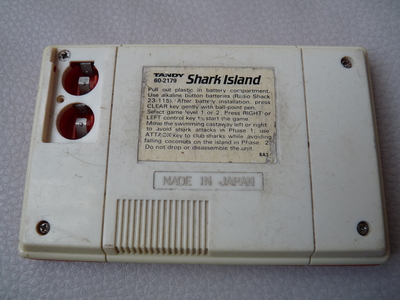 TANDY
60-2179 Shark Island
Pull out plastic in battery compartment.
Use alkaline button batteries (Radio Shack
23-115). After battery installation, press
CLEAR key gently with ball-point pen.
Select game level 1 or 2. Press RIGHT or
LEFT control key to start the game.
Move the swimming castaway left or right
to avoid shark attacks in Phase 1; use
ATTACK key to club sharks while avoiding
falling coconuts on the island in Phase 2.
Do not drop or disassemble the unit.
8A3
MADE IN JAPAN